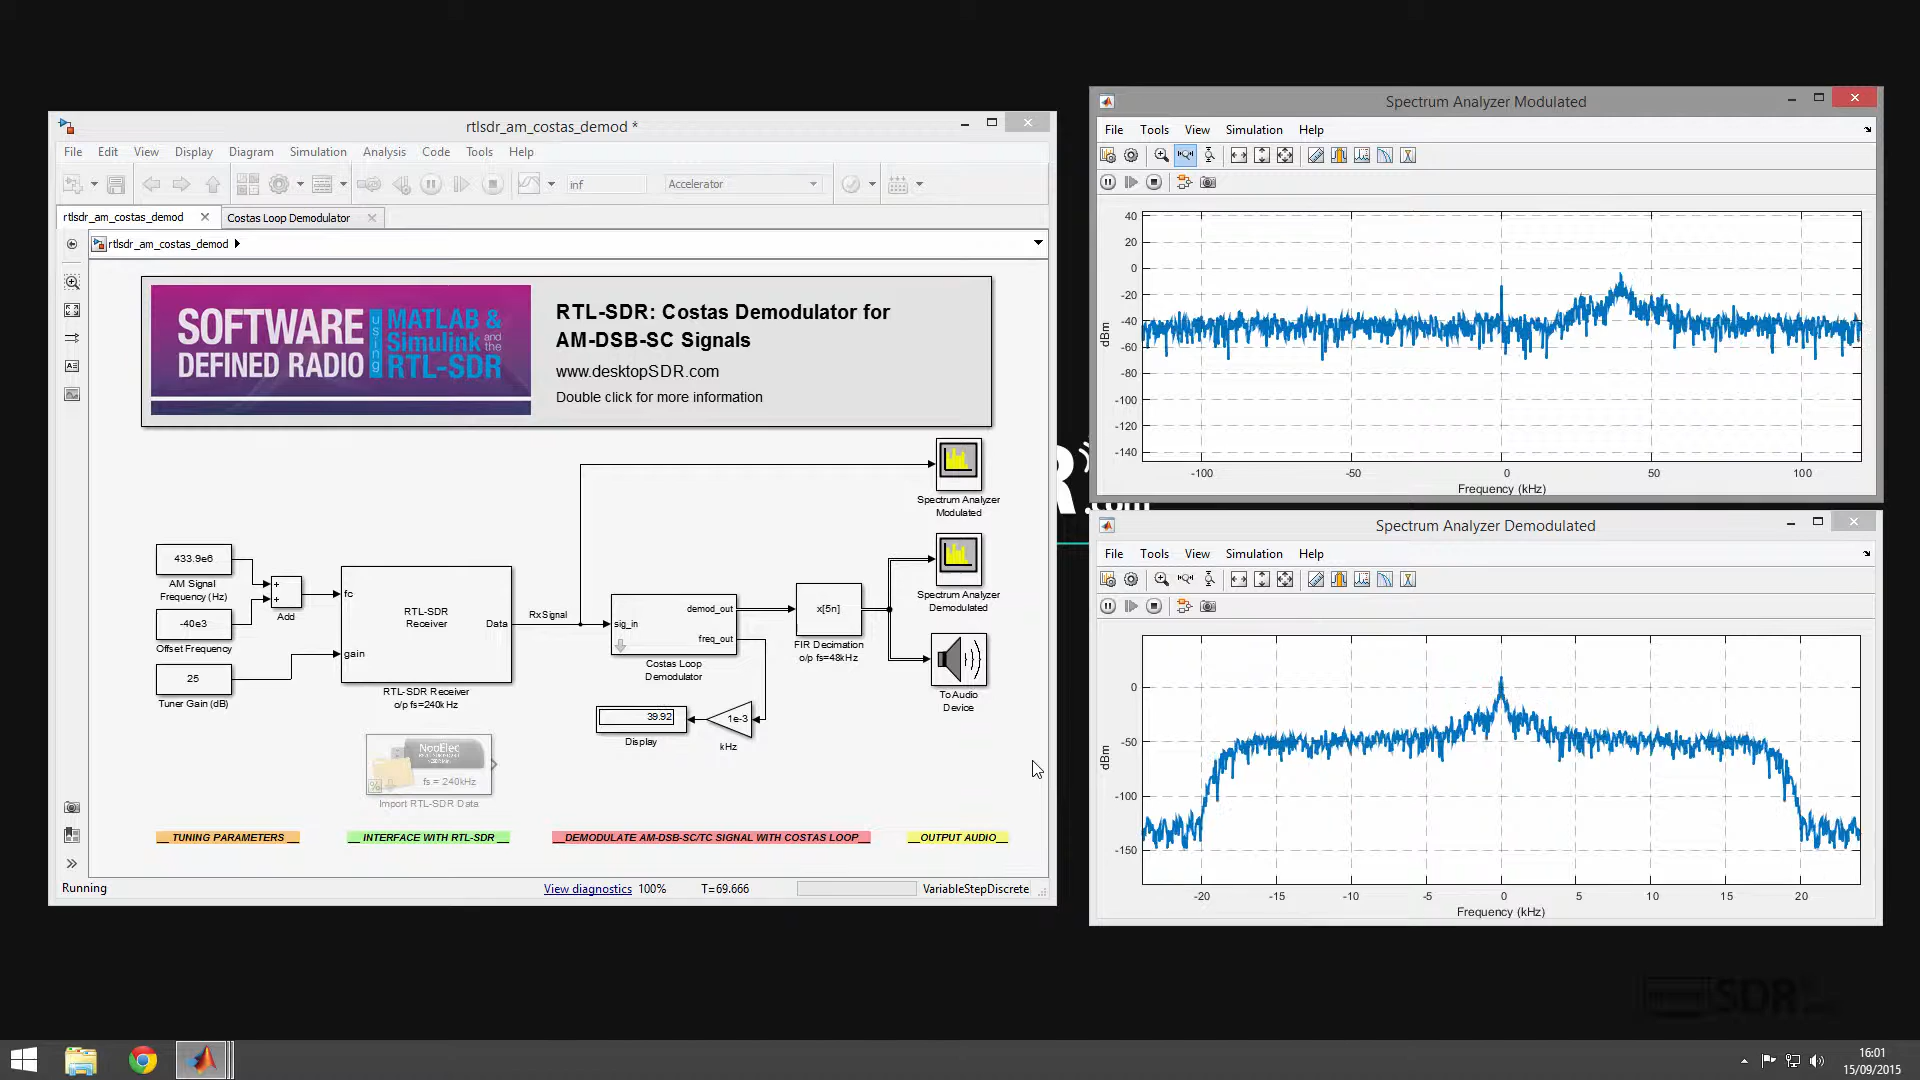 rtlsdr_am_costas_demod *
File Edit View Display Diagram Simulation Analysis Code Tools Help
inf
Accelerator
rtlsdr_am_costas_demod
Costas Loop Demodulator
rtlsdr_am_costas_demod
SOFTWARE DEFINED RADIO using MATLAB & Simulink and the RTL-SDR
RTL-SDR: Costas Demodulator for
AM-DSB-SC Signals
www.desktopSDR.com
Double click for more information
Spectrum Analyzer
Modulated
433.9e6
AM Signal
Frequency (Hz)
-40e3
Offset Frequency
25
Tuner Gain (dB)
+
+
Add
fc
gain
RTL-SDR
Receiver
Data
RTL-SDR Receiver
o/p fs=240kHz
RxSignal
sig_in
demod_out
freq_out
Costas Loop
Demodulator
x[5n]
FIR Decimation
o/p fs=48kHz
Spectrum Analyzer
Demodulated
To Audio
Device
39.92
Display
1e-3
kHz
NooElec
fs = 240kHz
Import RTL-SDR Data
TUNING PARAMETERS
INTERFACE WITH RTL-SDR
DEMODULATE AM-DSB-SC/TC SIGNAL WITH COSTAS LOOP
OUTPUT AUDIO
Running
View diagnostics 100% T=69.666 VariableStepDiscrete
R
.com
Spectrum Analyzer Modulated
File Tools View Simulation Help
40
20
0
-20
-40
-60
-80
-100
-120
-140
dBm
-100 -50 0 50 100
Frequency (kHz)
Spectrum Analyzer Demodulated
File Tools View Simulation Help
0
-50
-100
-150
dBm
-20 -15 -10 -5 0 5 10 15 20
Frequency (kHz)
SDR
16:01
15/09/2015